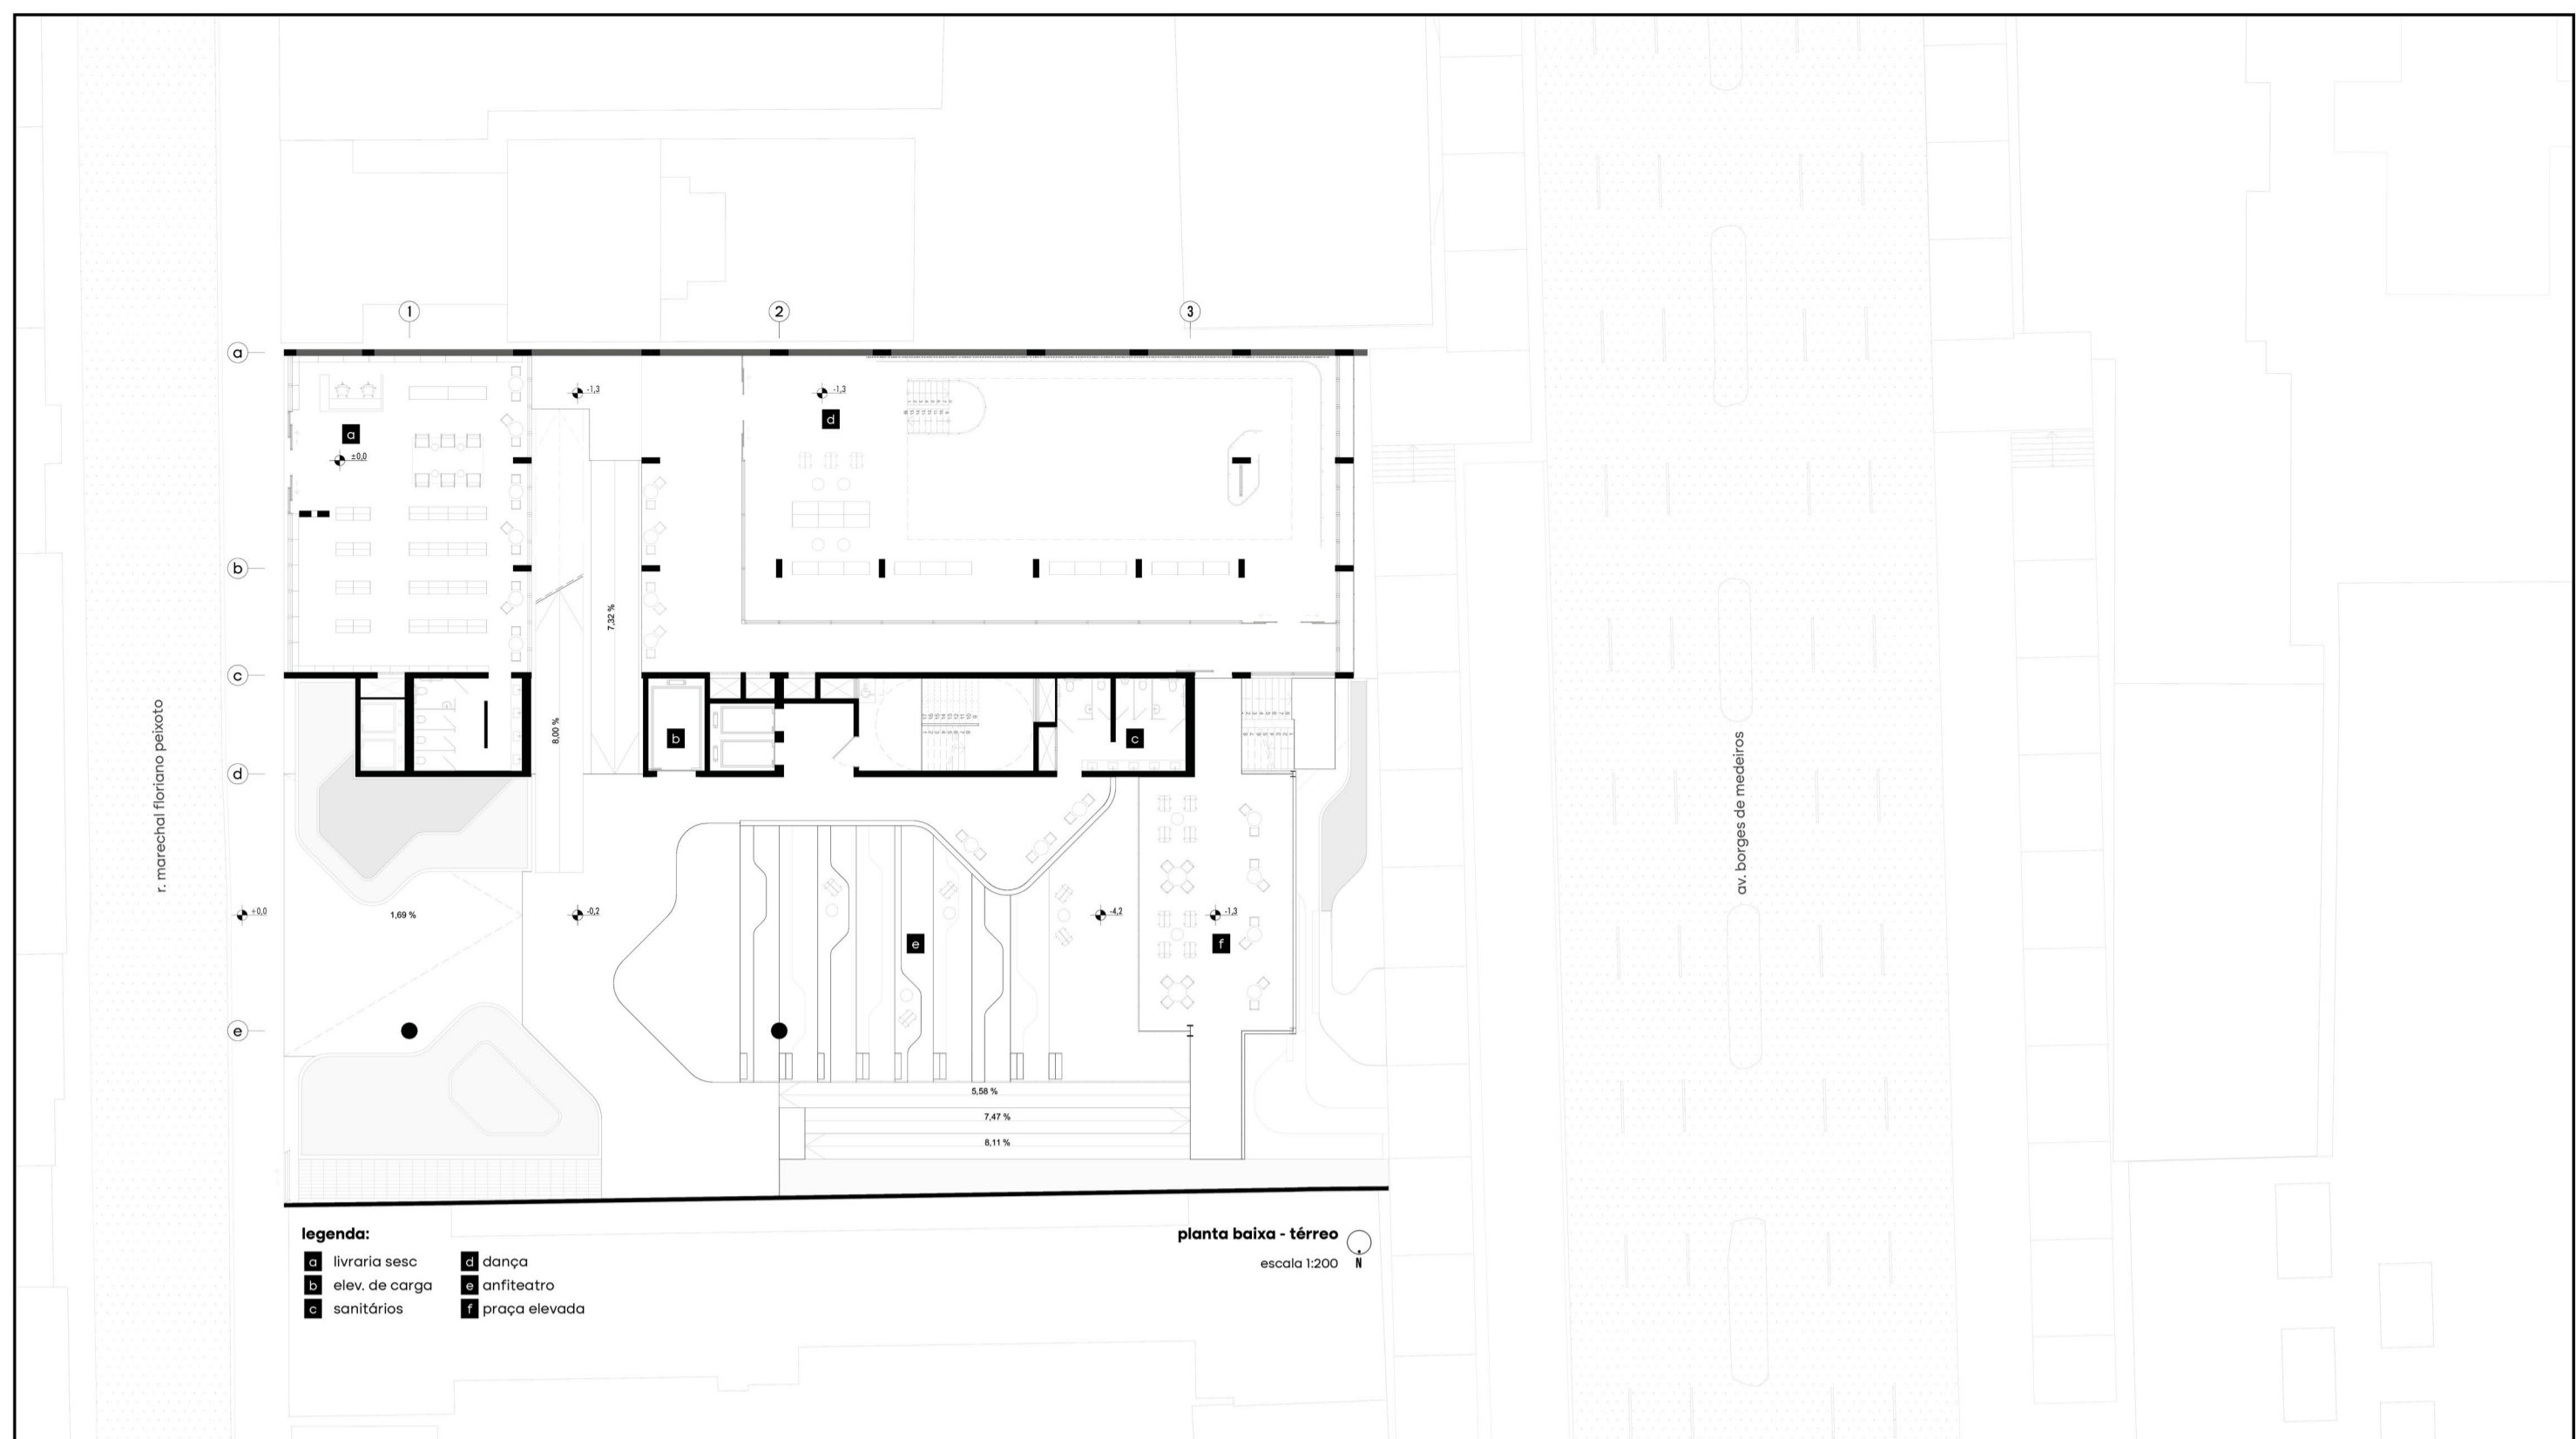 1
2
3
a
-1,3
-1,3
d
a
±0,0
b
7,32 %
c
r. marechal floriano peixoto
8,00 %
b
c
av. borges de medeiros
d
+0,0
1,69 %
-0,2
-4,2
-1,3
e
f
e
5,58 %
7,47 %
8,11 %
legenda:
a livraria sesc
b elev. de carga
c sanitários
d dança
e anfiteatro
f praça elevada
planta baixa - térreo
escala 1:200
N